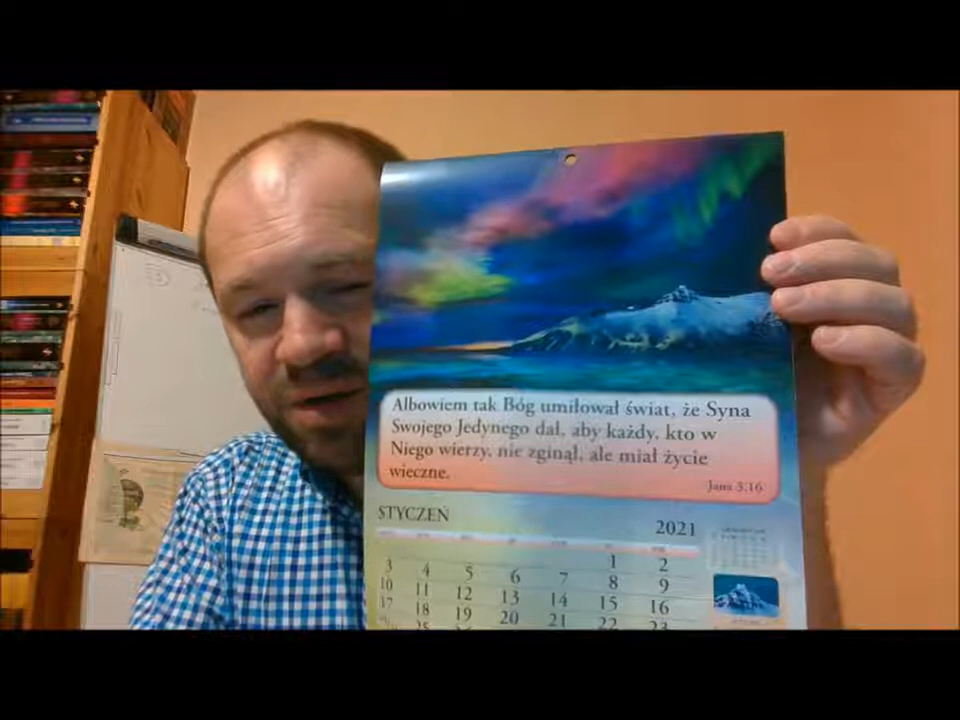 Albowiem tak Bóg umiłował świat, że Syna
Swojego Jedynego dał, aby każdy, kto w
Niego wierzy, nie zginął, ale miał życie
wieczne.
Jana 3:16
STYCZEŃ 2021
1 2
3 4 5 6 7 8 9
10 11 12 13 14 15 16
17 18 19 20 21 22 23
25